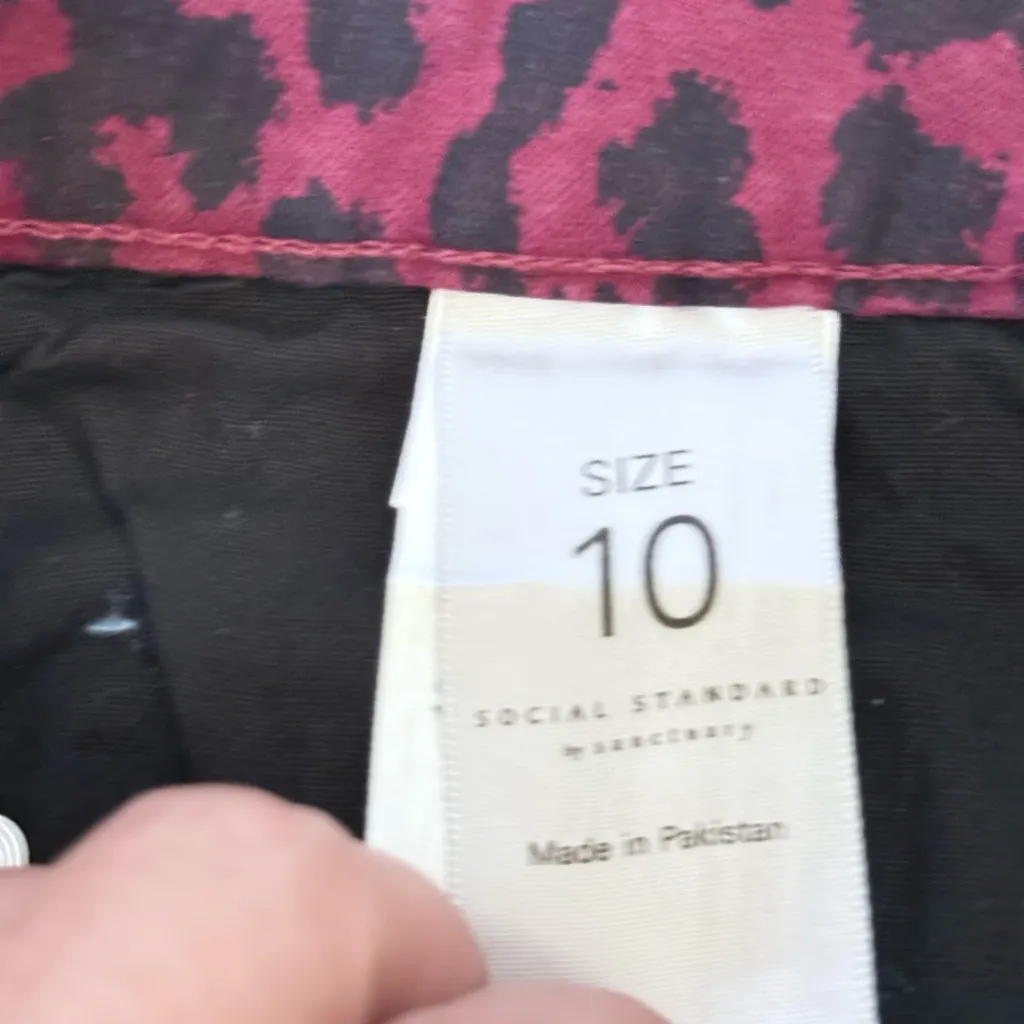 SIZE
10
SOCIAL STANDARD
by sanctuary
Made in Pakistan